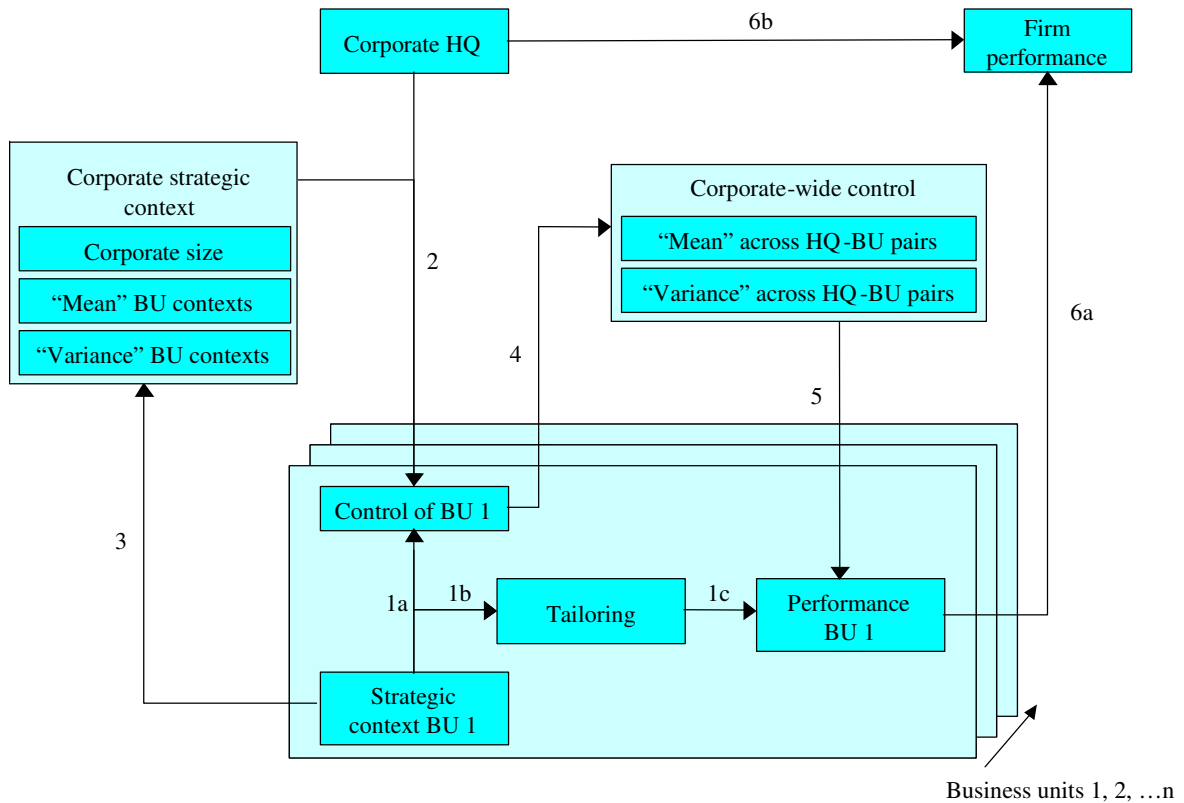 Corporate HQ
6b
Firm
performance
Corporate strategic
context
Corporate size
“Mean” BU contexts
“Variance” BU contexts
2
Corporate-wide control
“Mean” across HQ-BU pairs
“Variance” across HQ-BU pairs
4
5
6a
3
Control of BU 1
1a
1b
Tailoring
1c
Performance
BU 1
Strategic
context BU 1
Business units 1, 2, …n